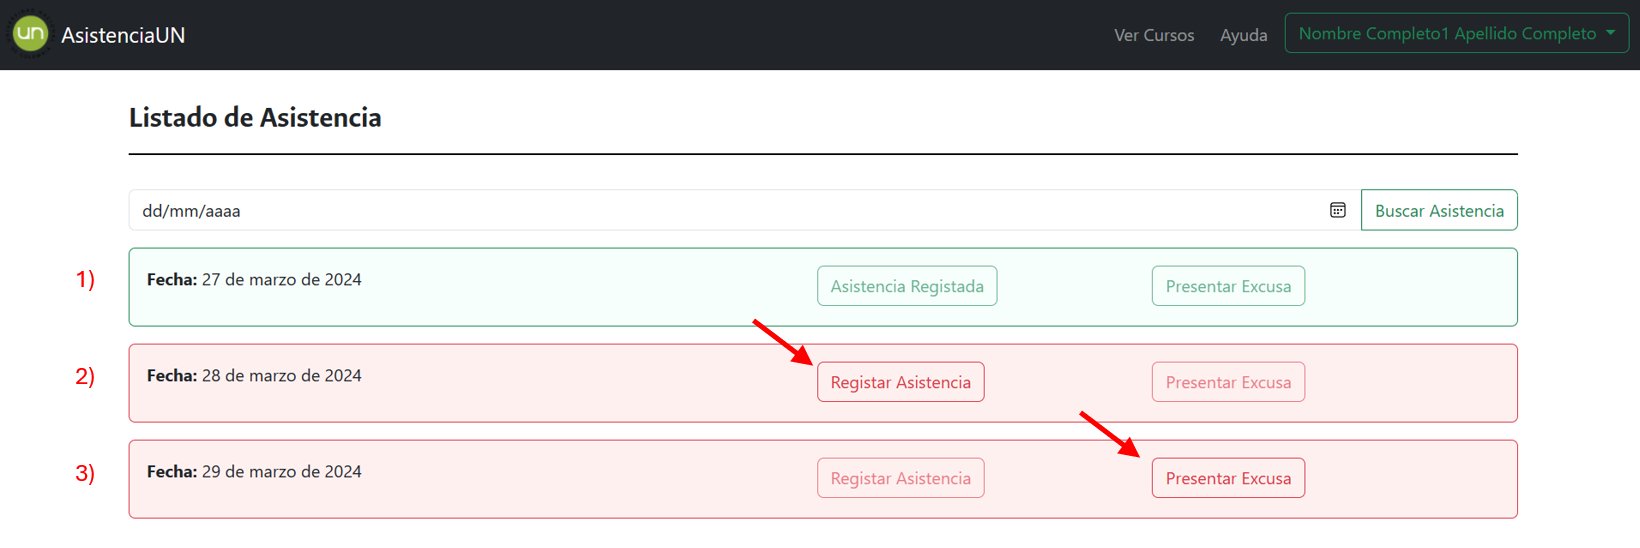 un AsistenciaUN Ver Cursos Ayuda Nombre Completo1 Apellido Completo
Listado de Asistencia
dd/mm/aaaa Buscar Asistencia
1) Fecha: 27 de marzo de 2024 Asistencia Registada Presentar Excusa
2) Fecha: 28 de marzo de 2024 Registar Asistencia Presentar Excusa
3) Fecha: 29 de marzo de 2024 Registar Asistencia Presentar Excusa